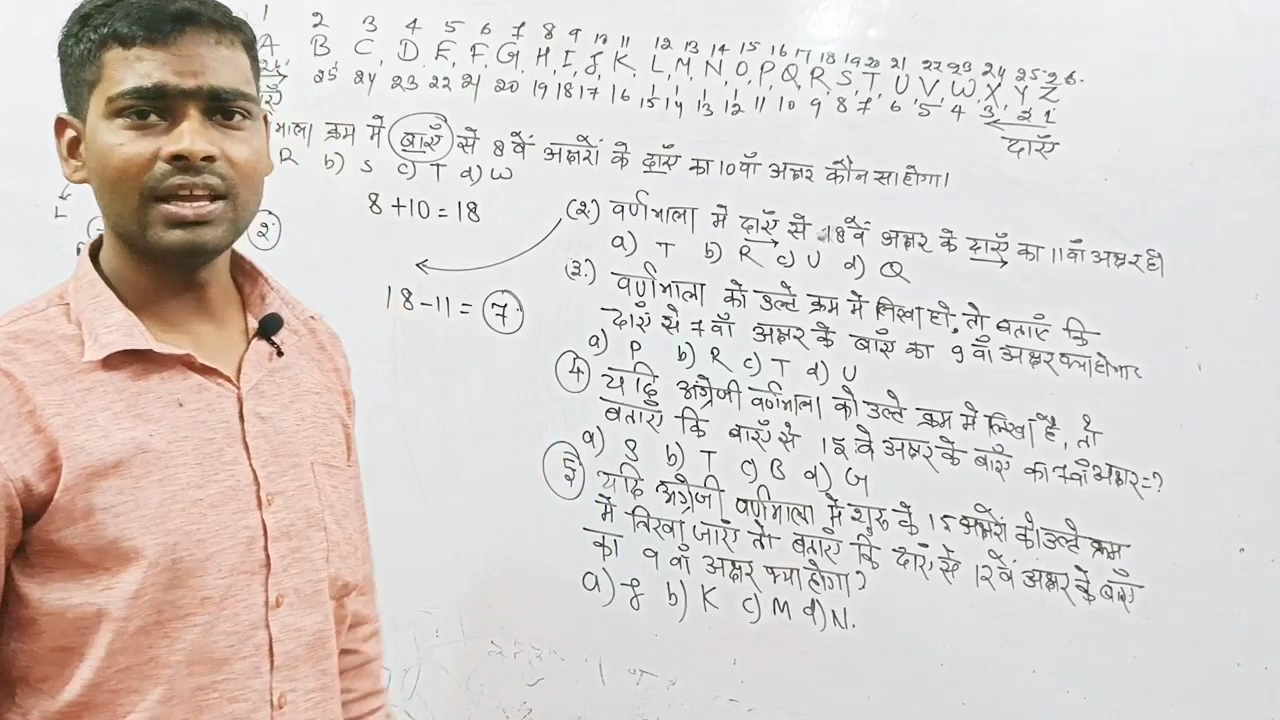 1 2 3 4 5 6 7 8 9 10 11 12 13 14 15 16 17 18 19 20 21 22 23 24 25 26.
A B C, D, E, F, G, H, I, J, K, L, M, N, O, P, Q, R, S, T, U, V, W, X, Y, Z
25 24 23 22 21 20 19 18 17 16 15 14 13 12 11 10 9 8 7 6 5 4 3 2 1
दाएँ
क्रम में बाएँ से 8 वें अक्षरों के दाएँ का 10 वाँ अक्षर कौन सा होगा।
R b) S c) T d) W
8 + 10 = 18
2.
(2.) वर्णमाला में दाएँ से 18 वें अक्षर के दाएँ का 11 वाँ अक्षर हो
a) T b) R c) U d) Q
18 - 11 = 7
(3.) वर्णमाला को उल्टे क्रम में लिखा हो, तो बताएँ कि
दाएँ से 7 वाँ अक्षर के बाएँ का 9 वाँ अक्षर क्या होगा
a) P b) R c) T d) U
4 यदि अंग्रेजी वर्णमाला को उल्टे क्रम में लिखा है, तो
बताएँ कि बाएँ से 15 वे अक्षर के बाएँ का 7 वाँ अक्षर = ?
a) S b) T c) B d) G
5 यदि अंग्रेजी वर्णमाला में शुरु के 15 अक्षरों को उल्टे क्रम
में लिखा जाएं तो बताएँ कि दाएँ से 12 वें अक्षर के बाएँ
का 9 वाँ अक्षर क्या होगा?
a) J b) K c) M d) N.